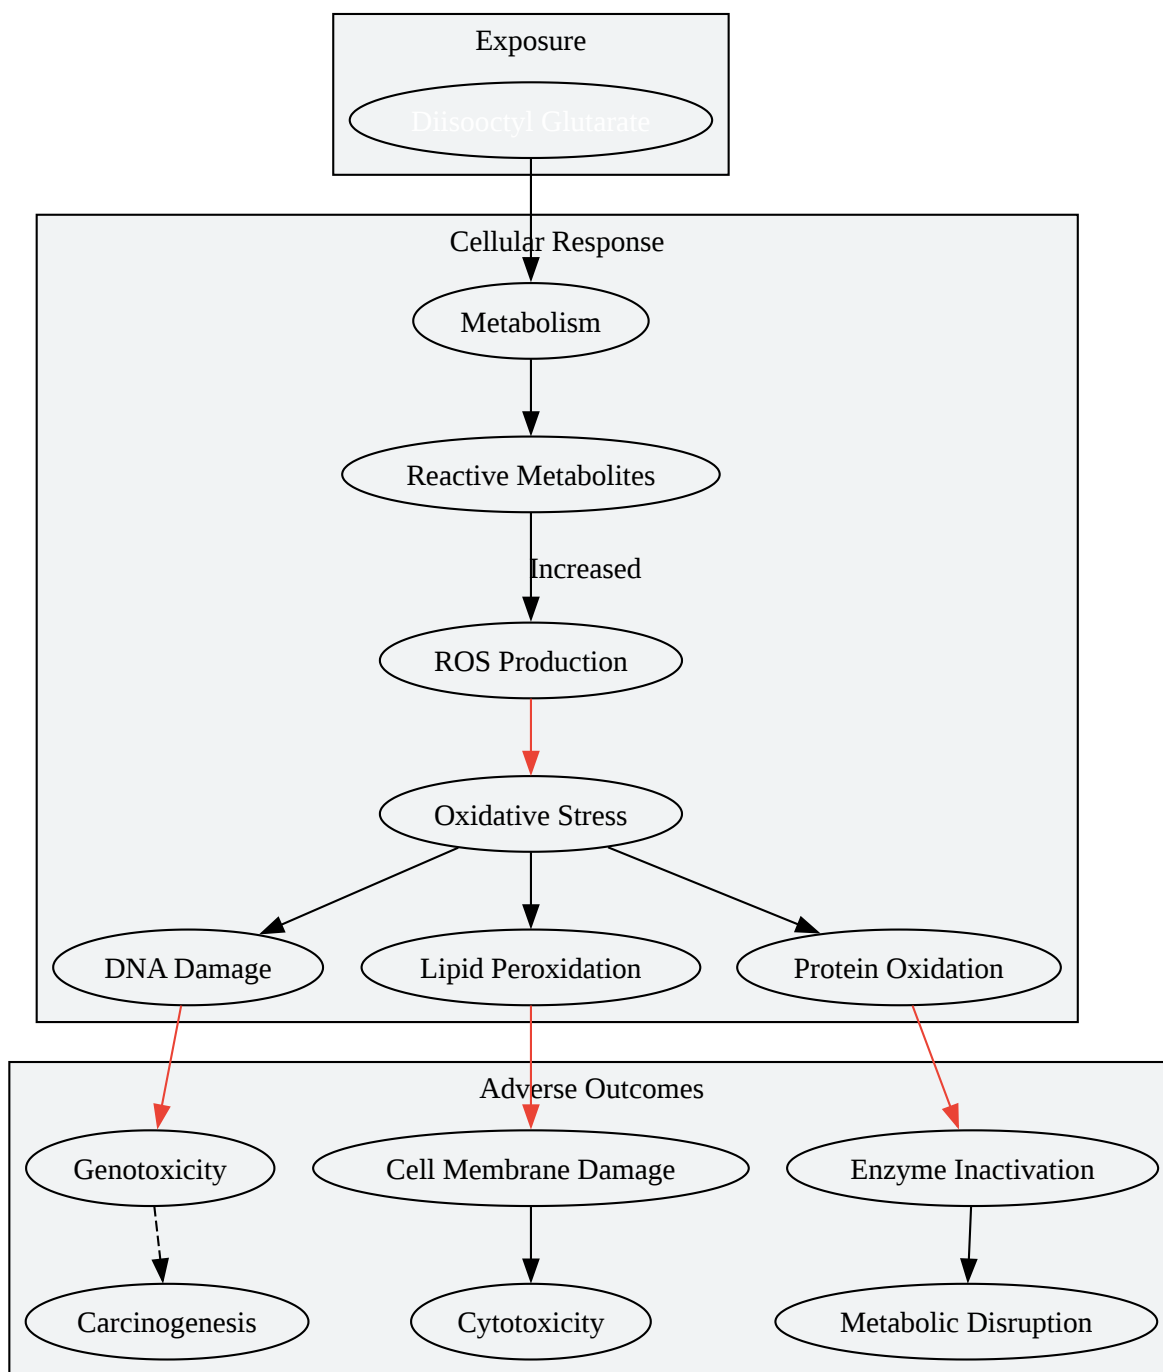 Exposure
Diisooctyl Glutarate
Cellular Response
Metabolism
Reactive Metabolites
Increased
ROS Production
Oxidative Stress
DNA Damage
Lipid Peroxidation
Protein Oxidation
Adverse Outcomes
Genotoxicity
Cell Membrane Damage
Enzyme Inactivation
Carcinogenesis
Cytotoxicity
Metabolic Disruption